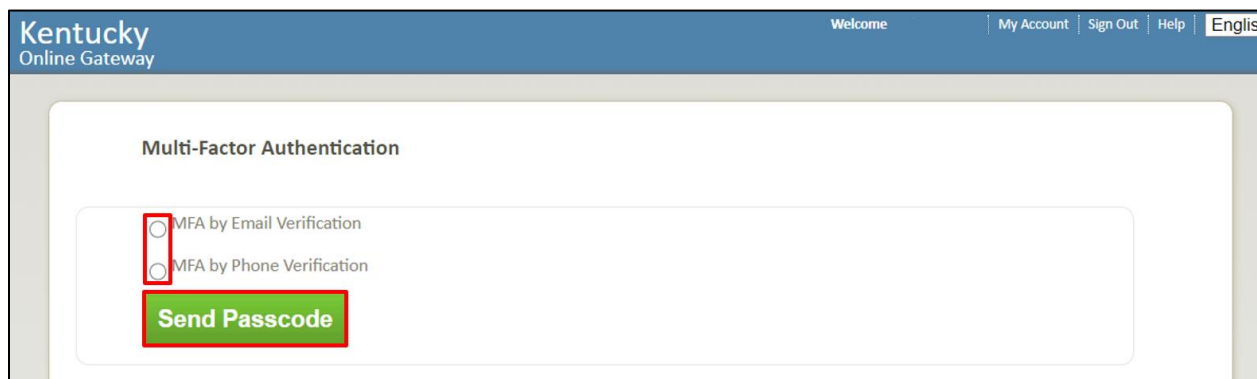 Kentucky
Online Gateway
Welcome My Account Sign Out Help Englis
Multi-Factor Authentication
MFA by Email Verification
MFA by Phone Verification
Send Passcode